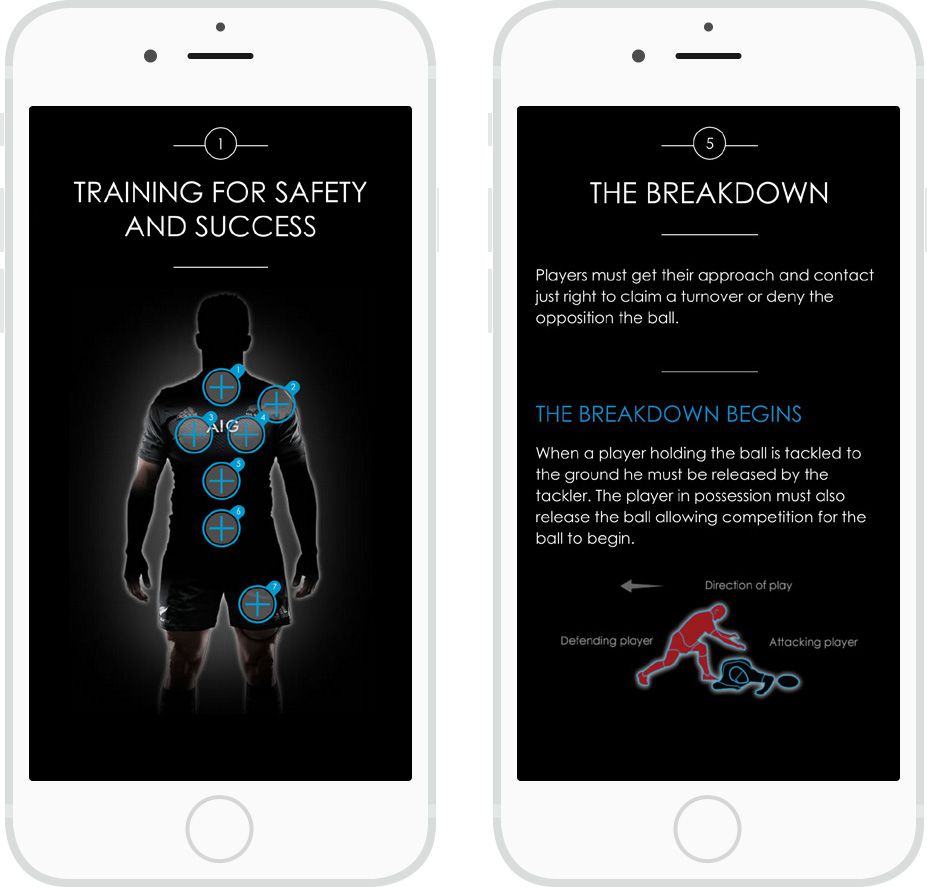 1
TRAINING FOR SAFETY
AND SUCCESS
1
2
3
4
AIG
5
6
7
5
THE BREAKDOWN
Players must get their approach and contact
just right to claim a turnover or deny the
opposition the ball.
THE BREAKDOWN BEGINS
When a player holding the ball is tackled to
the ground he must be released by the
tackler. The player in possession must also
release the ball allowing competition for the
ball to begin.
Direction of play
Defending player
Attacking player